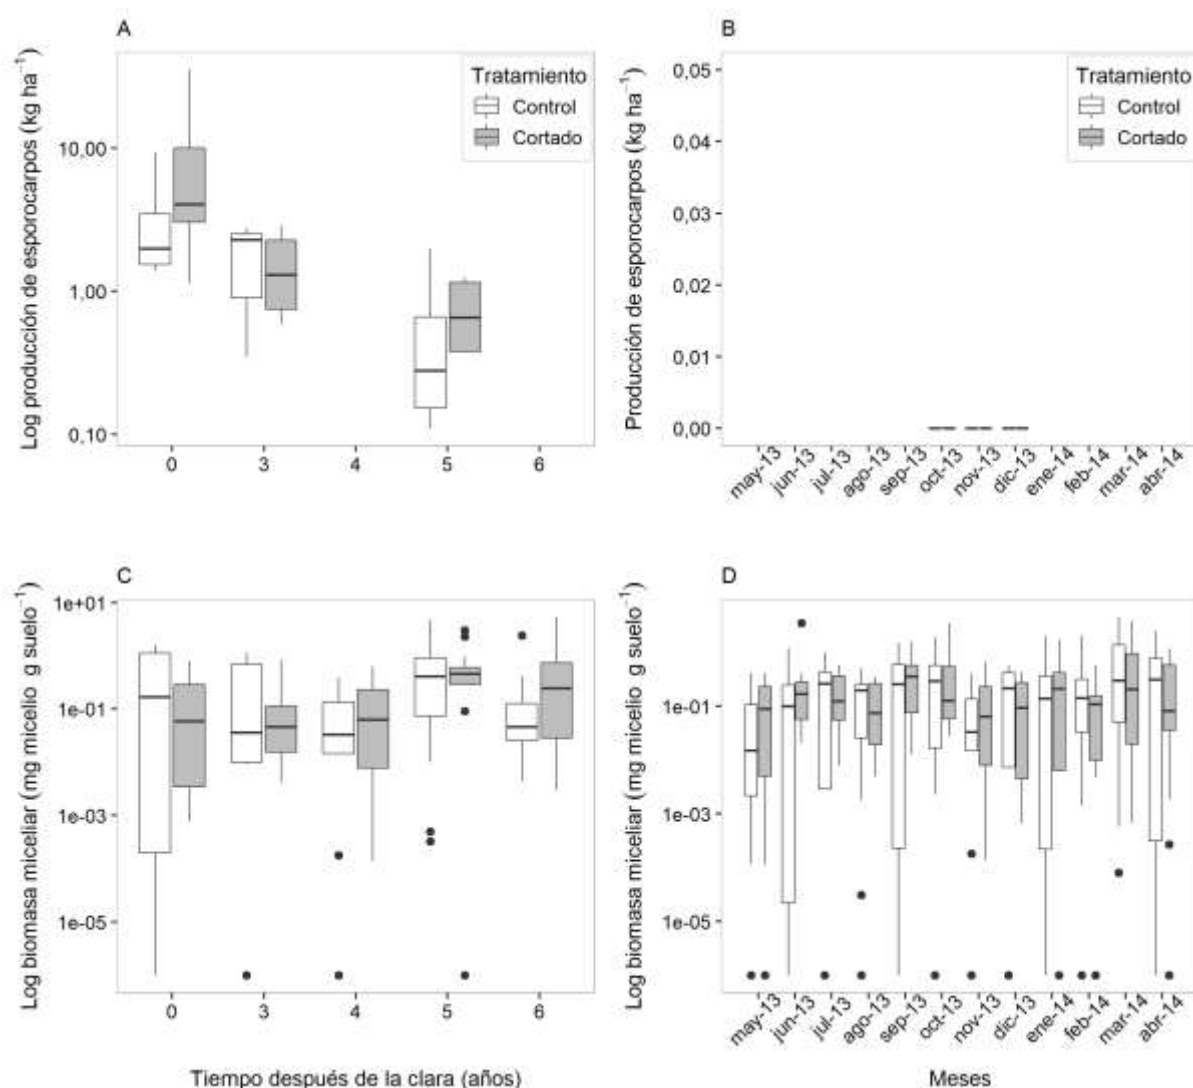 A
Log producción de esporocarpos (kg ha⁻¹)
10,00
1.00
0.10
0
3
4
5
6
Tratamiento
Control
Cortado
B
Producción de esporocarpos (kg ha⁻¹)
0,05
0,04
0,03
0,02
0,01
0,00
may-13
jun-13
jul-13
ago-13
sep-13
oct-13
nov-13
dic-13
ene-14
feb-14
mar-14
abr-14
Tratamiento
Control
Cortado
C
Log biomasa miceliar (mg micelio g suelo⁻¹)
1e+01
1e-01
1e-03
1e-05
0
3
4
5
6
Tiempo después de la clara (años)
D
Log biomasa miceliar (mg micelio g suelo⁻¹)
1e-01
1e-03
1e-05
may-13
jun-13
jul-13
ago-13
sep-13
oct-13
nov-13
dic-13
ene-14
feb-14
mar-14
abr-14
Meses